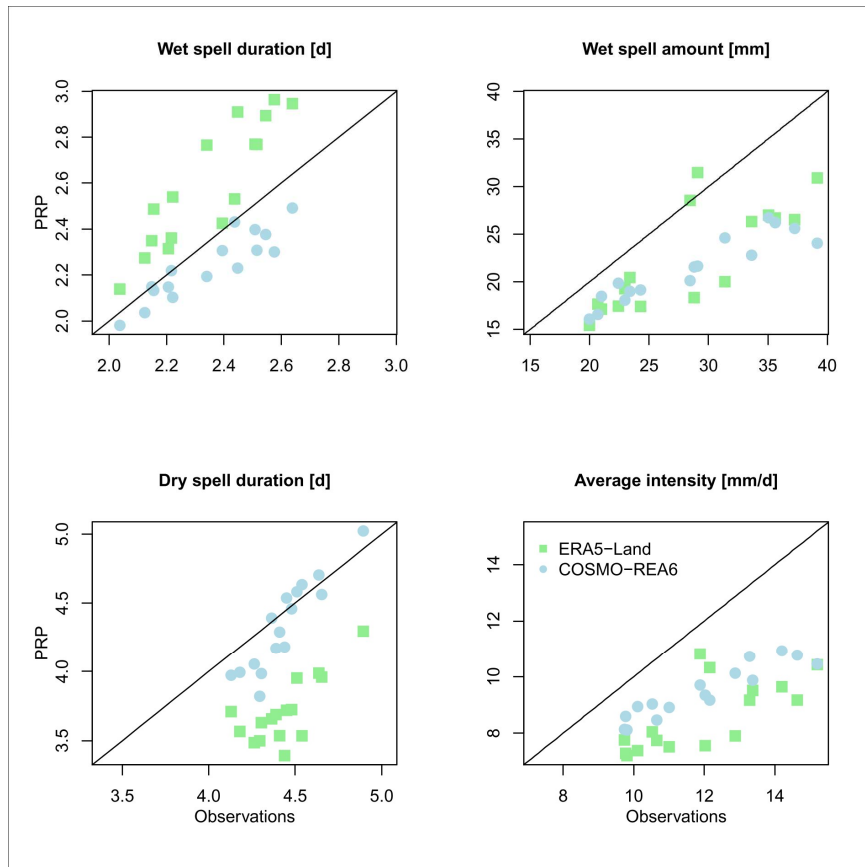 Wet spell duration [d]
Wet spell amount [mm]
PRP
3.0
2.8
2.6
2.4
2.2
2.0
2.0 2.2 2.4 2.6 2.8 3.0
40
35
30
25
20
15
15 20 25 30 35 40
Dry spell duration [d]
Average intensity [mm/d]
PRP
5.0
4.5
4.0
3.5
3.5 4.0 4.5 5.0
Observations
ERA5−Land
COSMO−REA6
14
12
10
8
8 10 12 14
Observations